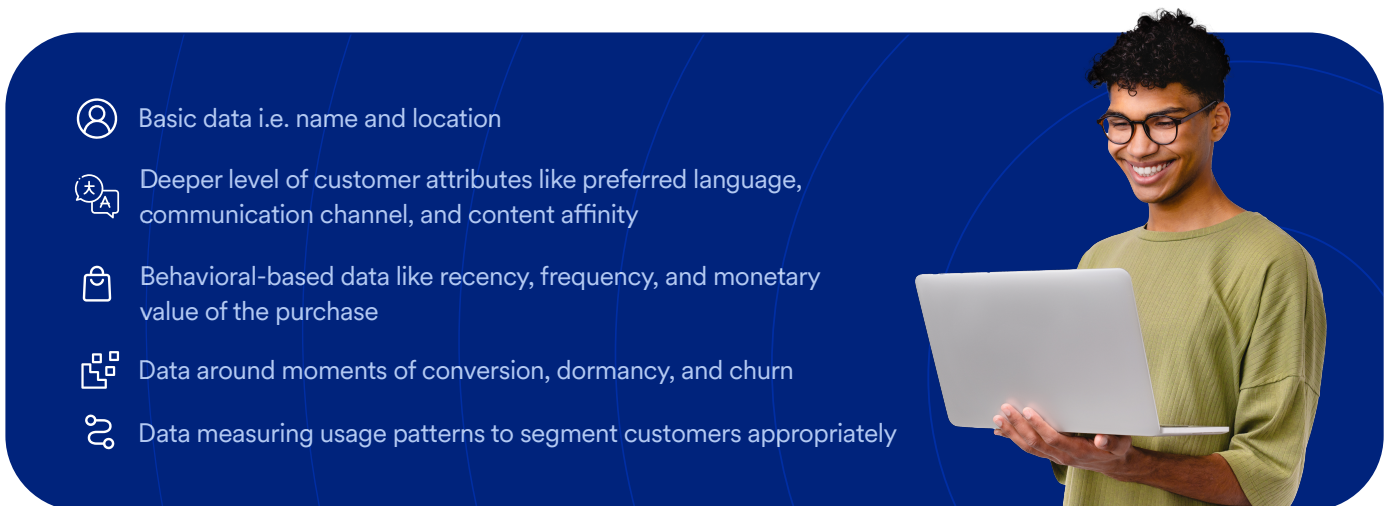 Basic data i.e. name and location
Deeper level of customer attributes like preferred language,
communication channel, and content affinity
Behavioral-based data like recency, frequency, and monetary
value of the purchase
Data around moments of conversion, dormancy, and churn
Data measuring usage patterns to segment customers appropriately